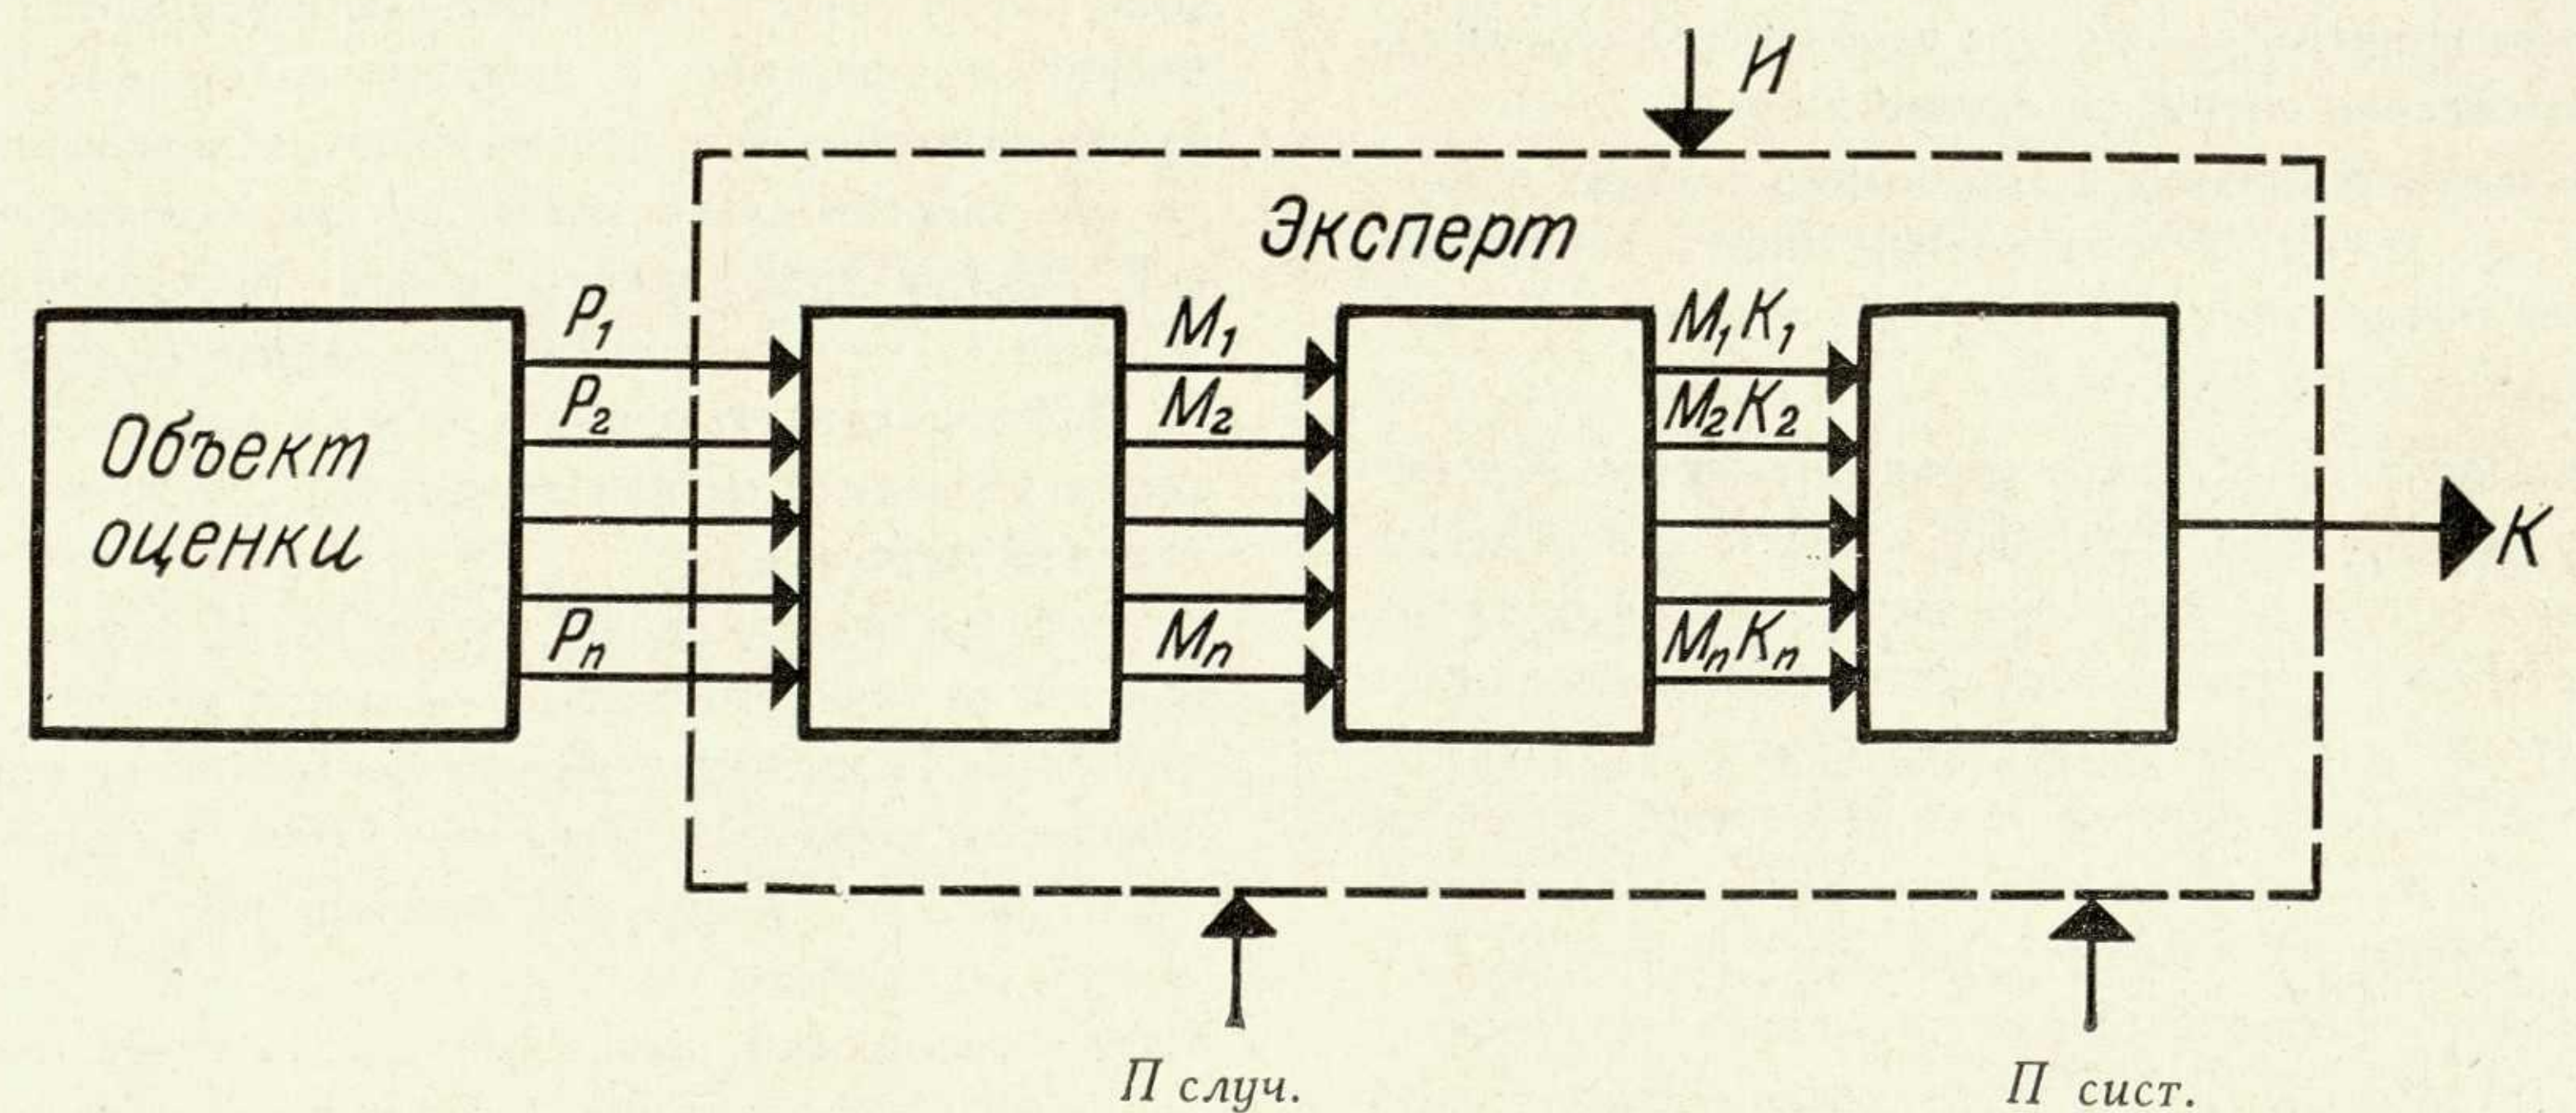 И
Эксперт
Объект
оценки
P₁
P₂
Pₙ
M₁
M₂
Mₙ
M₁K₁
M₂K₂
MₙKₙ
К
П случ.
П сист.